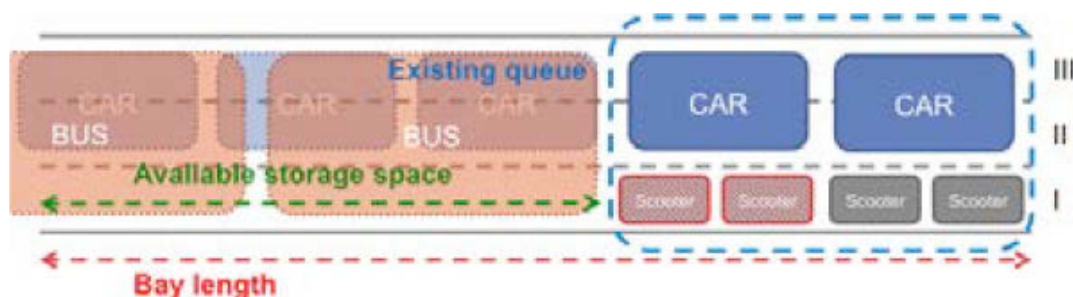 Existing queue
III
CAR
CAR
CAR
CAR
CAR
BUS
BUS
II
Available storage space
Scooter
Scooter
Scooter
Scooter
I
Bay length